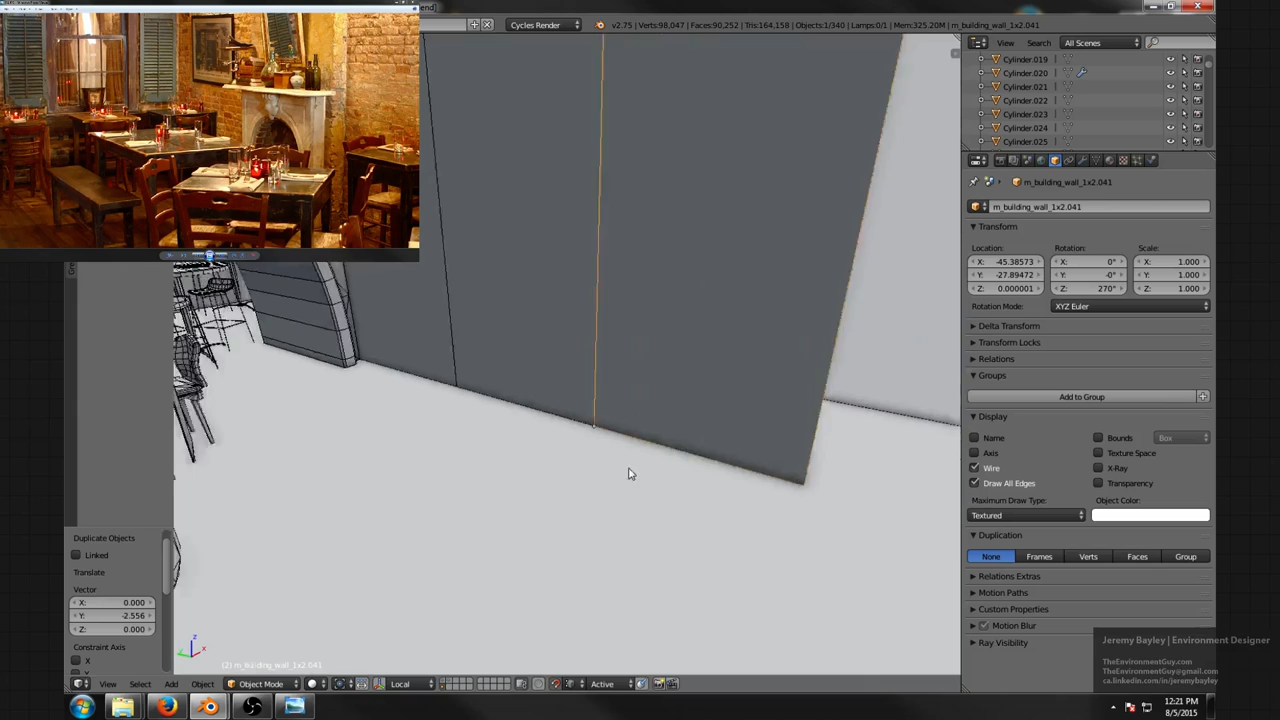 end]
Cycles Render
v2.75 | Verts:98,047 | Faces:90,252 | Tris:164,158 | Objects:1/340 | Lamps:0/1 | Mem:325.20M | m_building_wall_1x2.041
View Search All Scenes
Cylinder.019
Cylinder.020
Cylinder.021
Cylinder.022
Cylinder.023
Cylinder.024
Cylinder.025
m_building_wall_1x2.041
m_building_wall_1x2.041
Transform
Location: Rotation: Scale:
X: -45.38573 X: 0° X: 1.000
Y: -27.89472 Y: -0° Y: 1.000
Z: 0.000001 Z: 270° Z: 1.000
Rotation Mode: XYZ Euler
Delta Transform
Transform Locks
Relations
Groups
Add to Group
Display
Name Bounds Box
Axis Texture Space
Wire X-Ray
Draw All Edges Transparency
Maximum Draw Type: Object Color:
Textured
Duplication
None Frames Verts Faces Group
Relations Extras
Motion Paths
Custom Properties
Motion Blur
Ray Visibility
Duplicate Objects
Linked
Translate
Vector
X: 0.000
Y: -2.556
Z: 0.000
Constraint Axis
X
z
x
(2) m_building_wall_1x2.041
View Select Add Object Object Mode Local Active
Jeremy Bayley | Environment Designer
TheEnvironmentGuy.com
TheEnvironmentGuy@gmail.com
ca.linkedin.com/in/jeremybayley
12:21 PM
8/5/2015